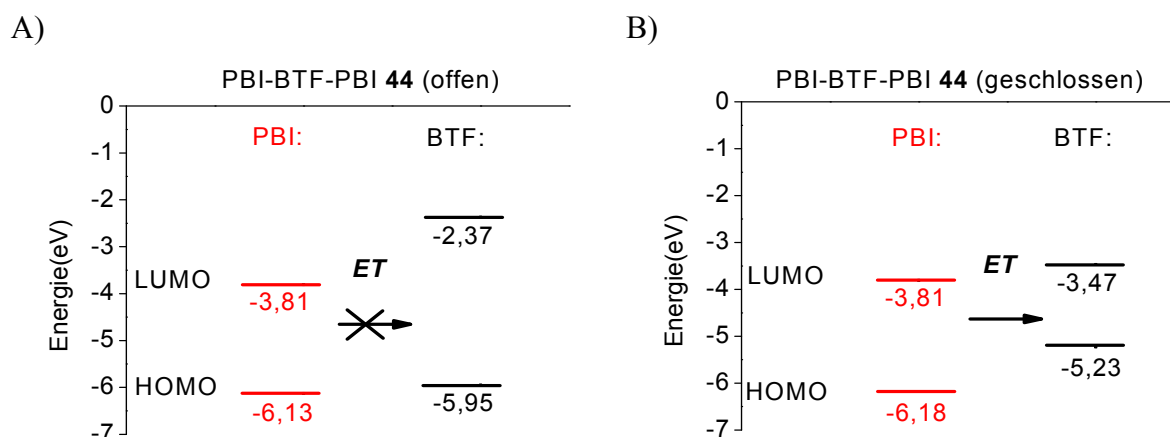 A)
PBI-BTF-PBI 44 (offen)
0
-1
-2
-3
-4
-5
-6
-7
Energie(eV)
PBI:
BTF:
-2,37
ET
LUMO
-3,81
HOMO
-6,13
-5,95
B)
PBI-BTF-PBI 44 (geschlossen)
0
-1
-2
-3
-4
-5
-6
-7
Energie(eV)
PBI:
BTF:
ET
LUMO
-3,81
-3,47
-5,23
HOMO
-6,18